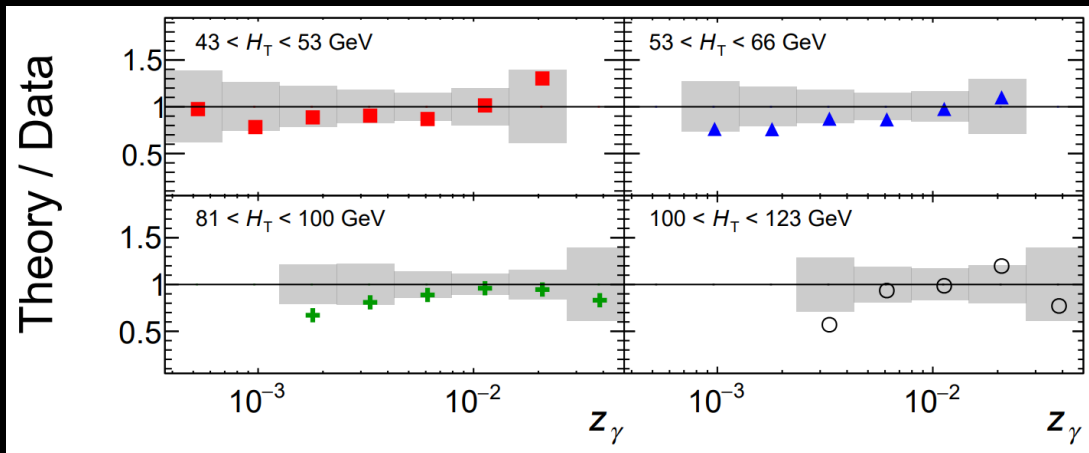 Theory / Data
43 < H_T < 53 GeV
53 < H_T < 66 GeV
1.5
1
0.5
81 < H_T < 100 GeV
100 < H_T < 123 GeV
1.5
1
0.5
10⁻³ 10⁻² 10⁻³ 10⁻²
z_γ z_γ